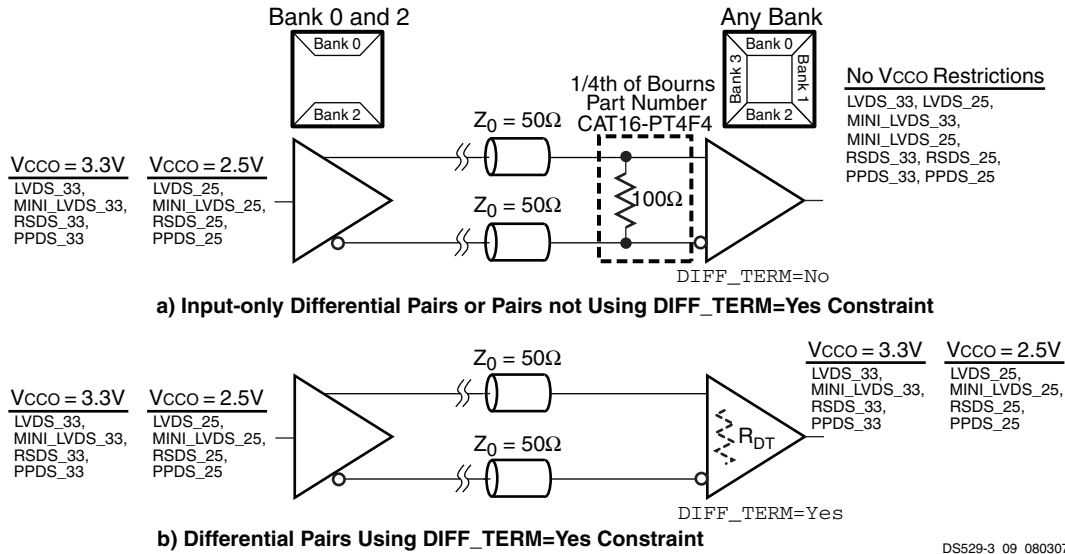 Bank 0 and 2
Bank 0
Bank 2
Any Bank
Bank 0
Bank 3
Bank 1
Bank 2
1/4th of Bourns
Part Number
CAT16-PT4F4
No VCCO Restrictions
LVDS_33, LVDS_25,
MINI_LVDS_33,
MINI_LVDS_25,
RSDS_33, RSDS_25,
PPDS_33, PPDS_25
VCCO = 3.3V
LVDS_33,
MINI_LVDS_33,
RSDS_33,
PPDS_33
VCCO = 2.5V
LVDS_25,
MINI_LVDS_25,
RSDS_25,
PPDS_25
Z0 = 50Ω
Z0 = 50Ω
100Ω
DIFF_TERM=No
a) Input-only Differential Pairs or Pairs not Using DIFF_TERM=Yes Constraint
VCCO = 3.3V
LVDS_33,
MINI_LVDS_33,
RSDS_33,
PPDS_33
VCCO = 2.5V
LVDS_25,
MINI_LVDS_25,
RSDS_25,
PPDS_25
Z0 = 50Ω
Z0 = 50Ω
RDT
DIFF_TERM=Yes
VCCO = 3.3V
LVDS_33,
MINI_LVDS_33,
RSDS_33,
PPDS_33
VCCO = 2.5V
LVDS_25,
MINI_LVDS_25,
RSDS_25,
PPDS_25
b) Differential Pairs Using DIFF_TERM=Yes Constraint
DS529-3_09_080307